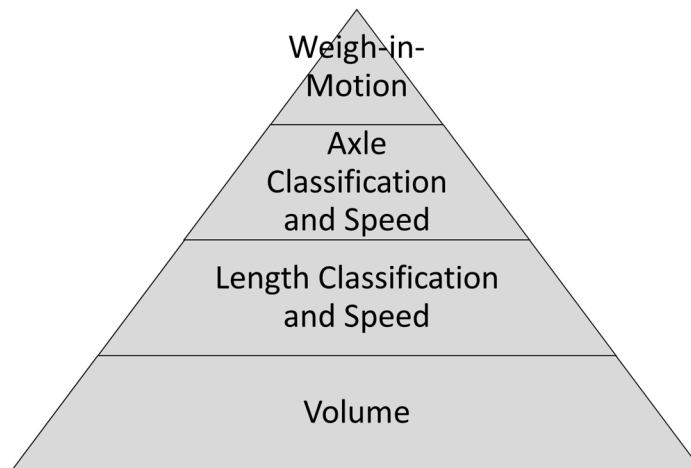 Weigh-in-
Motion
Axle
Classification
and Speed
Length Classification
and Speed
Volume